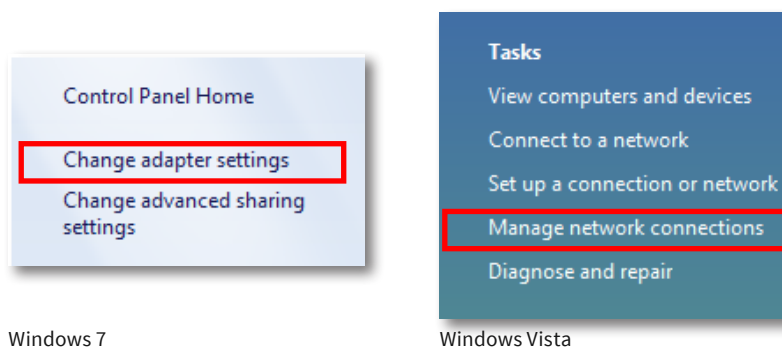 Control Panel Home
Change adapter settings
Change advanced sharing
settings
Windows 7
Tasks
View computers and devices
Connect to a network
Set up a connection or network
Manage network connections
Diagnose and repair
Windows Vista